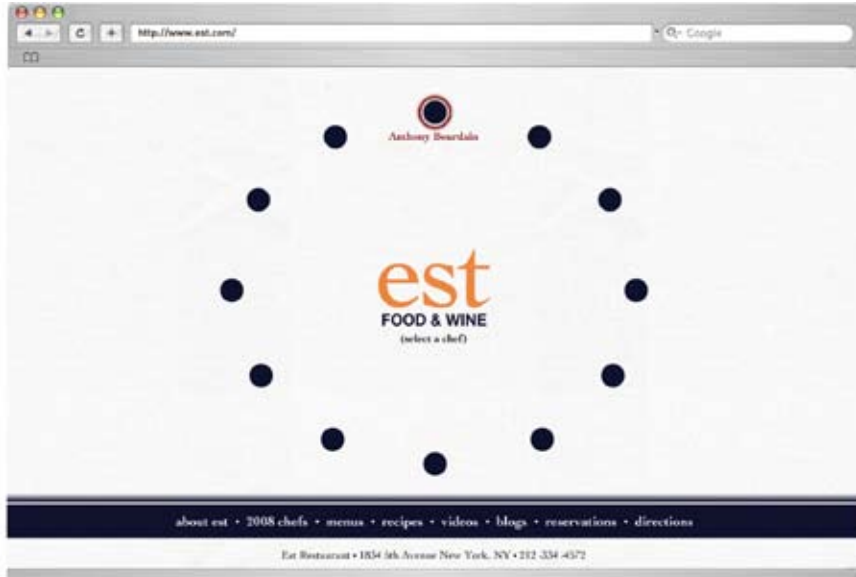 http://www.est.com/
Google
Anthony Bourdain
est
FOOD & WINE
(select a chef)
about est • 2008 chefs • menus • recipes • videos • blogs • reservations • directions
Est Restaurant • 1834 5th Avenue New York, NY • 212-334-4572